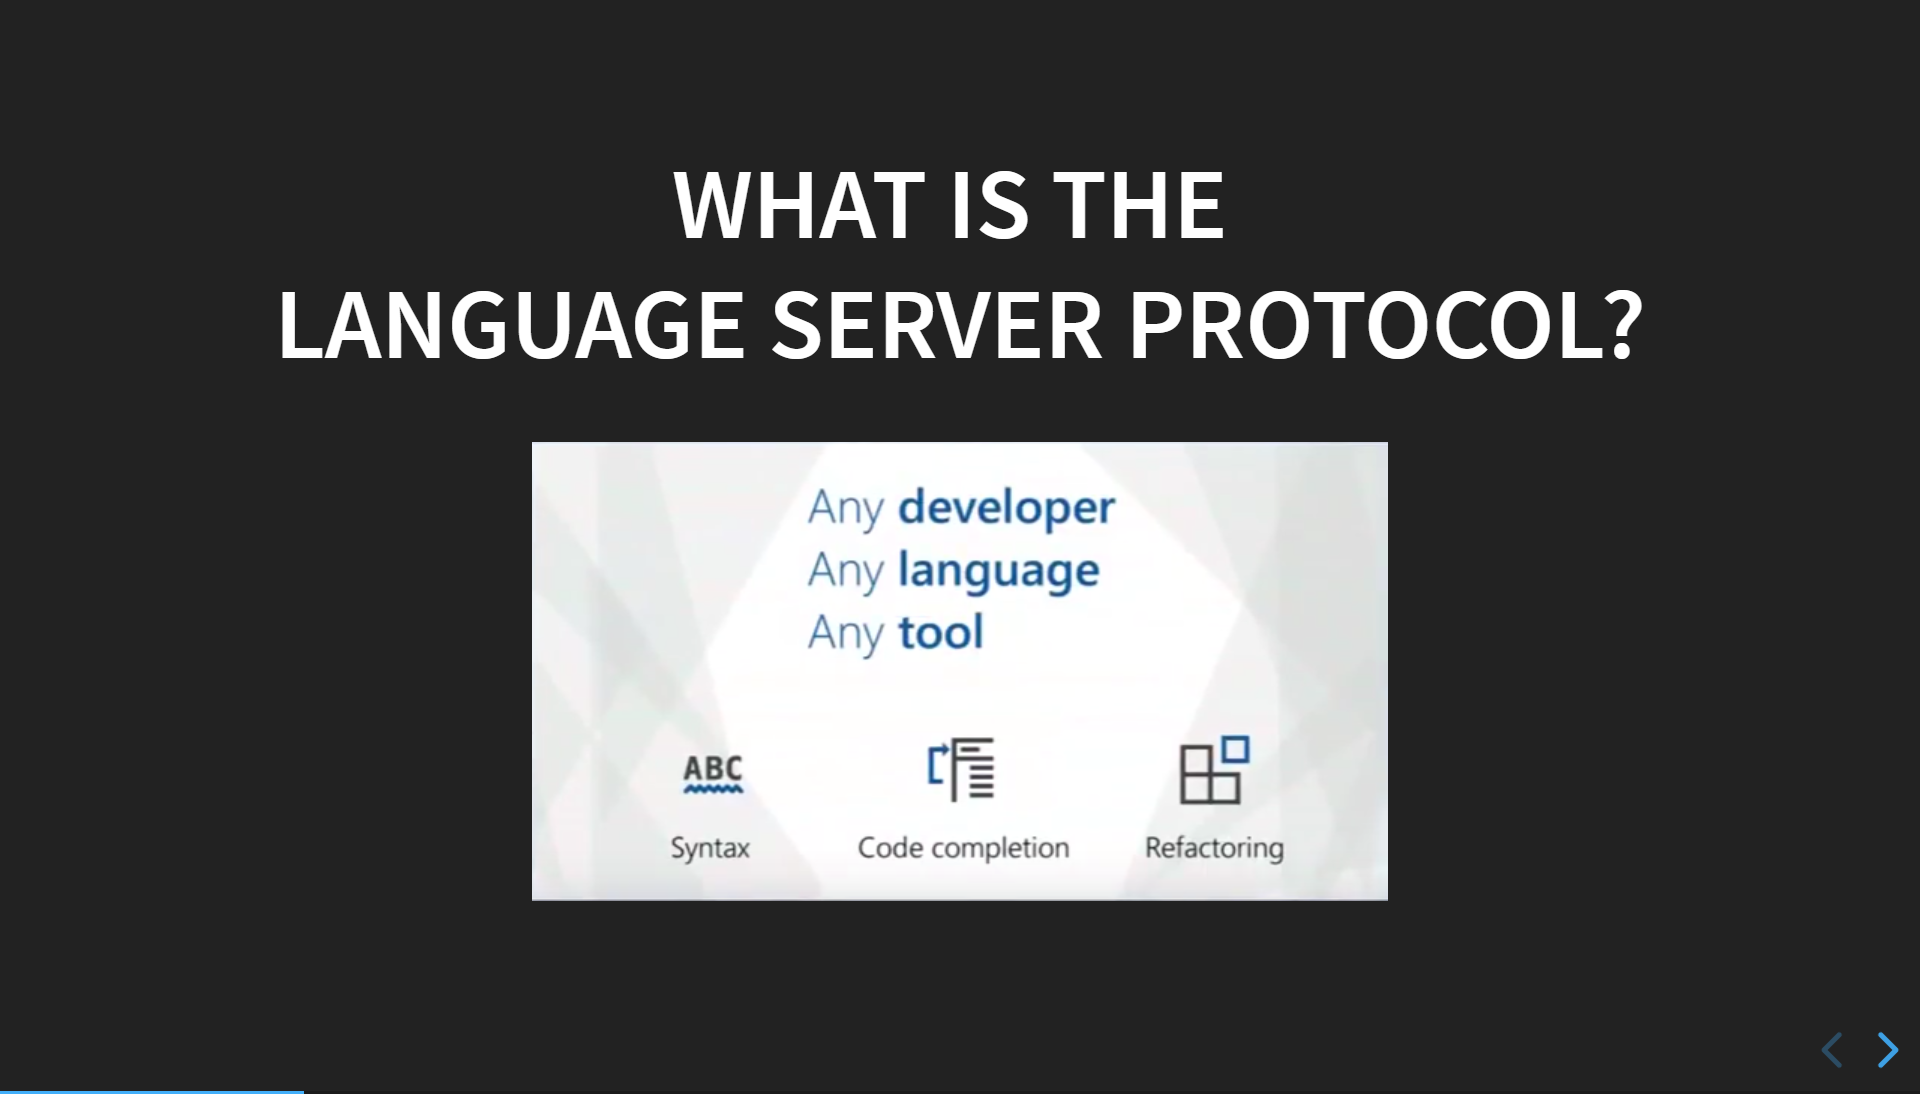 WHAT IS THE
LANGUAGE SERVER PROTOCOL?
Any developer
Any language
Any tool
ABC
Syntax
Code completion
Refactoring